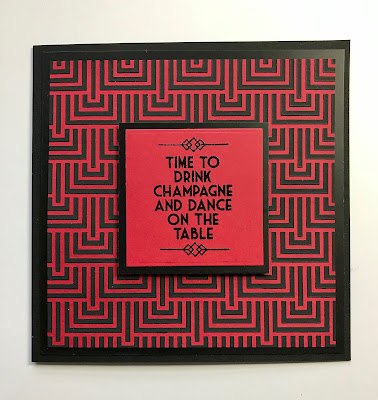 TIME TO
DRINK
CHAMPAGNE
AND DANCE
ON THE
TABLE